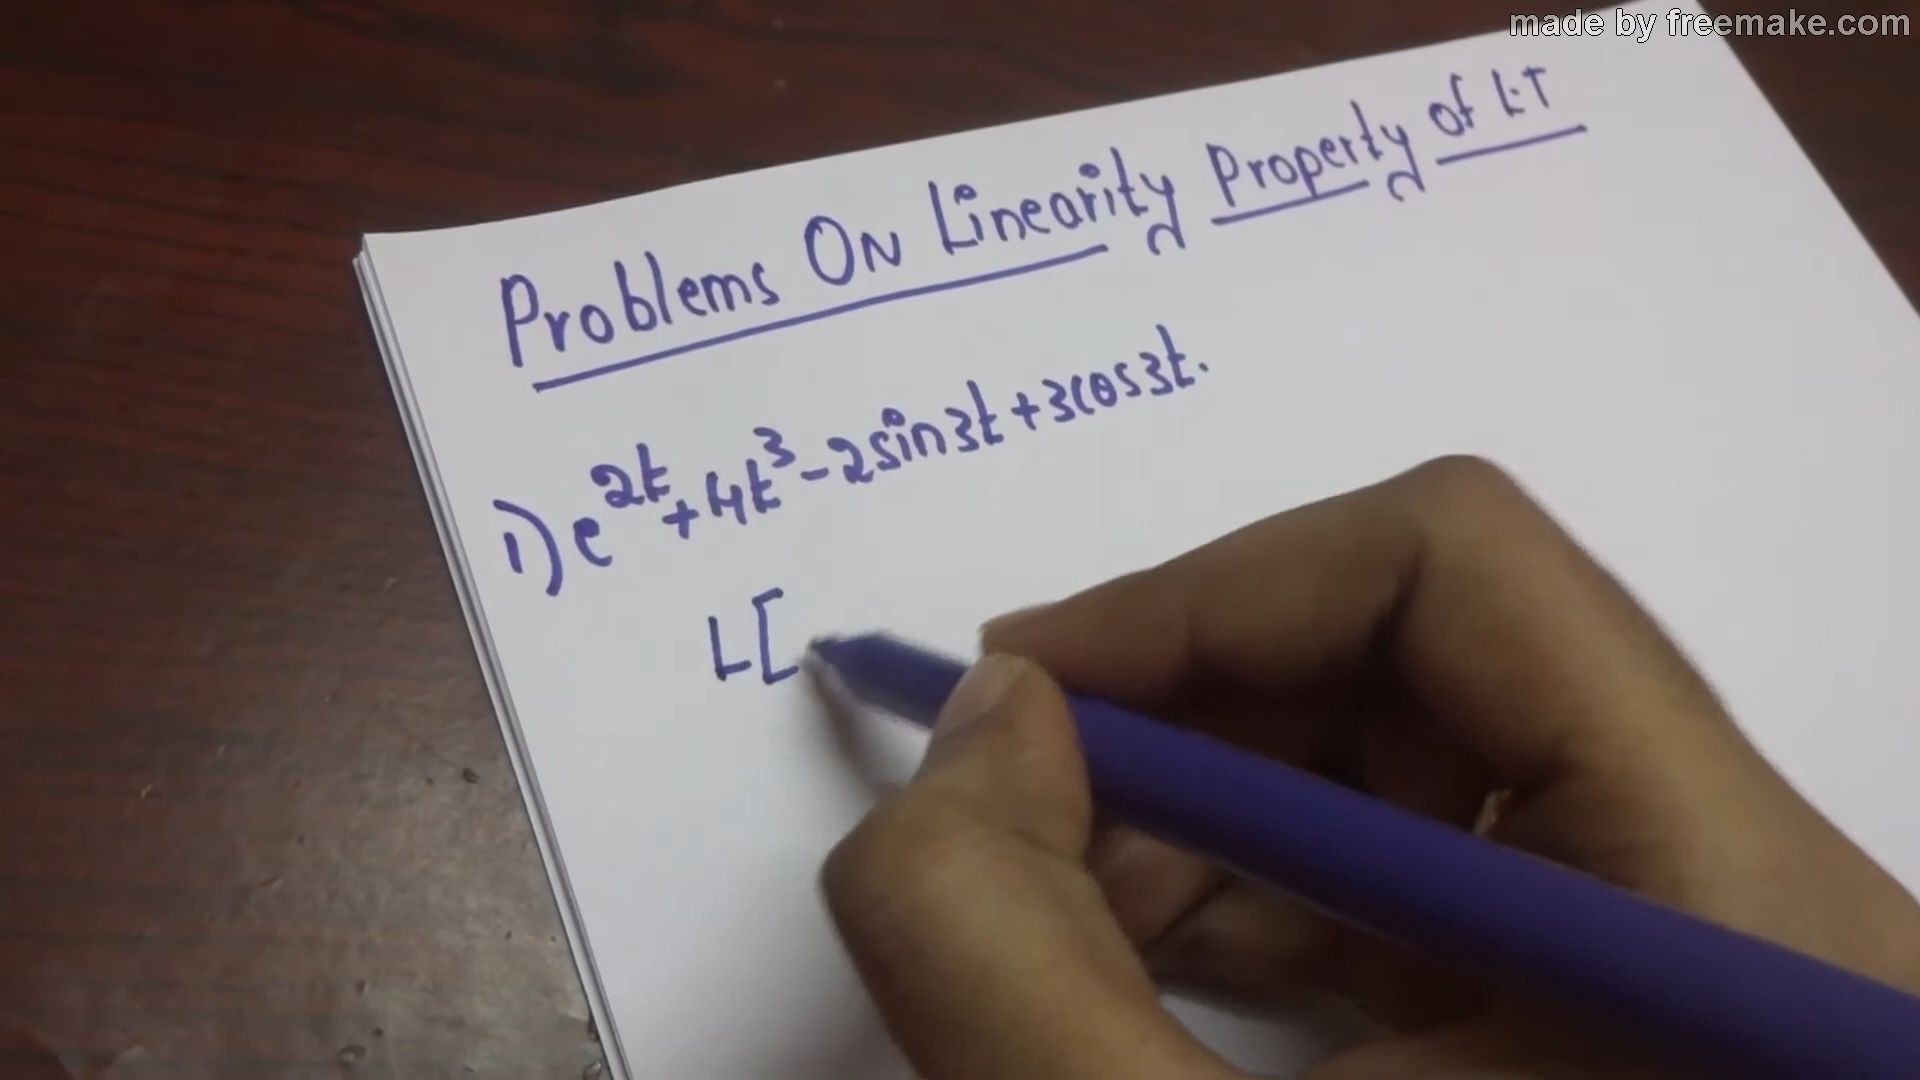 made by freemake.com
Problems On Linearity Property of L.T
1) e^2t + 4t^3 - 2sin3t + 3cos3t.
L[